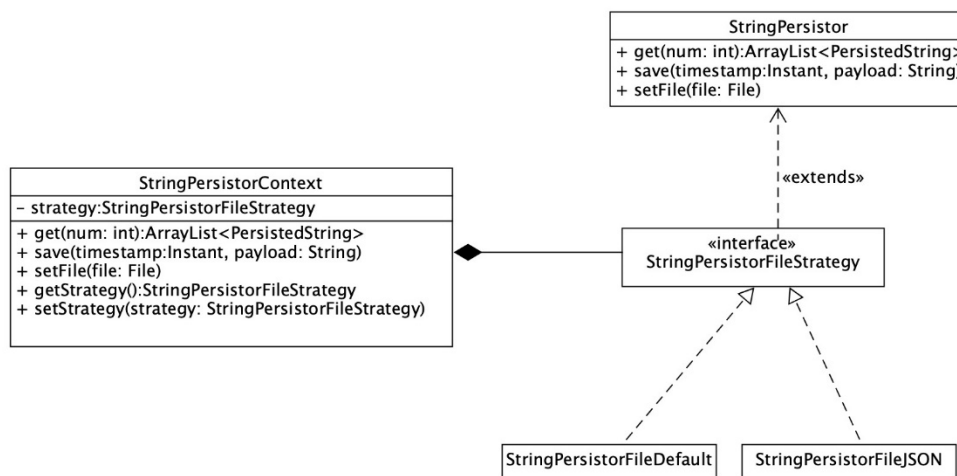 StringPersistor
+ get(num: int):ArrayList<PersistedString>
+ save(timestamp:Instant, payload: String)
+ setFile(file: File)
«extends»
StringPersistorContext
– strategy:StringPersistorFileStrategy
+ get(num: int):ArrayList<PersistedString>
+ save(timestamp:Instant, payload: String)
+ setFile(file: File)
+ getStrategy():StringPersistorFileStrategy
+ setStrategy(strategy: StringPersistorFileStrategy)
«interface»
StringPersistorFileStrategy
StringPersistorFileDefault
StringPersistorFileJSON